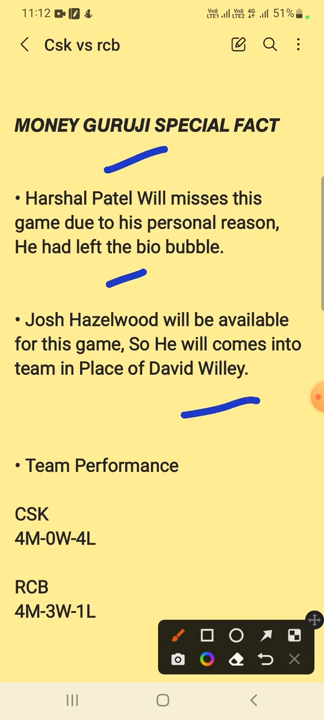 11:12 51%
Csk vs rcb
MONEY GURUJI SPECIAL FACT
• Harshal Patel Will misses this
game due to his personal reason,
He had left the bio bubble.
• Josh Hazelwood will be available
for this game, So He will comes into
team in Place of David Willey.
• Team Performance
CSK
4M-0W-4L
RCB
4M-3W-1L